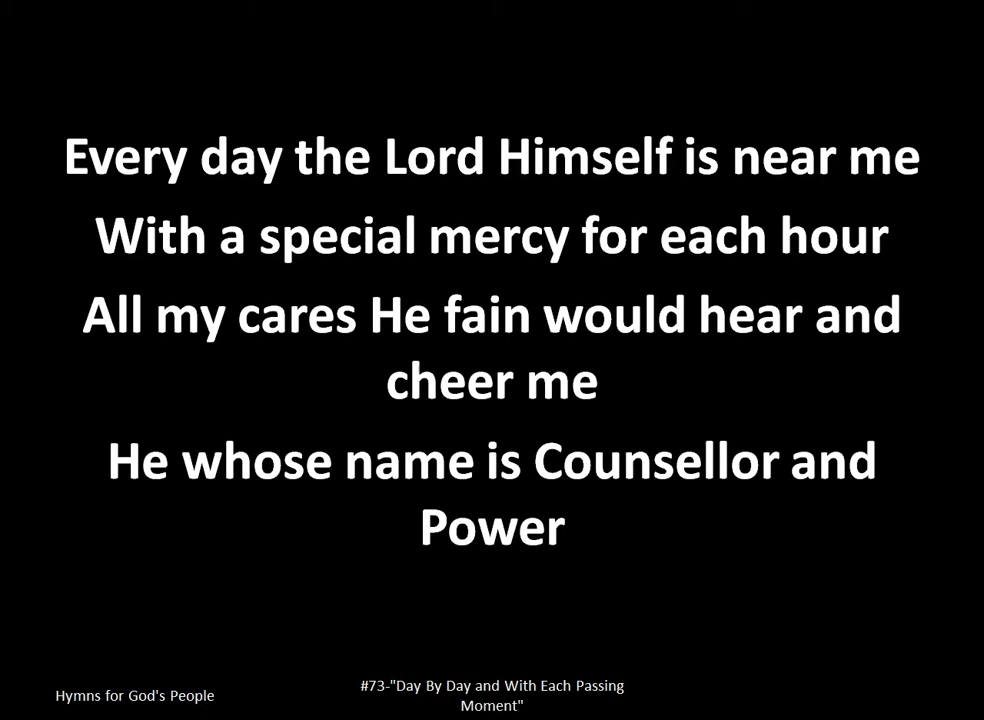 Every day the Lord Himself is near me
With a special mercy for each hour
All my cares He fain would hear and
cheer me
He whose name is Counsellor and
Power
Hymns for God's People
#73-"Day By Day and With Each Passing
Moment"